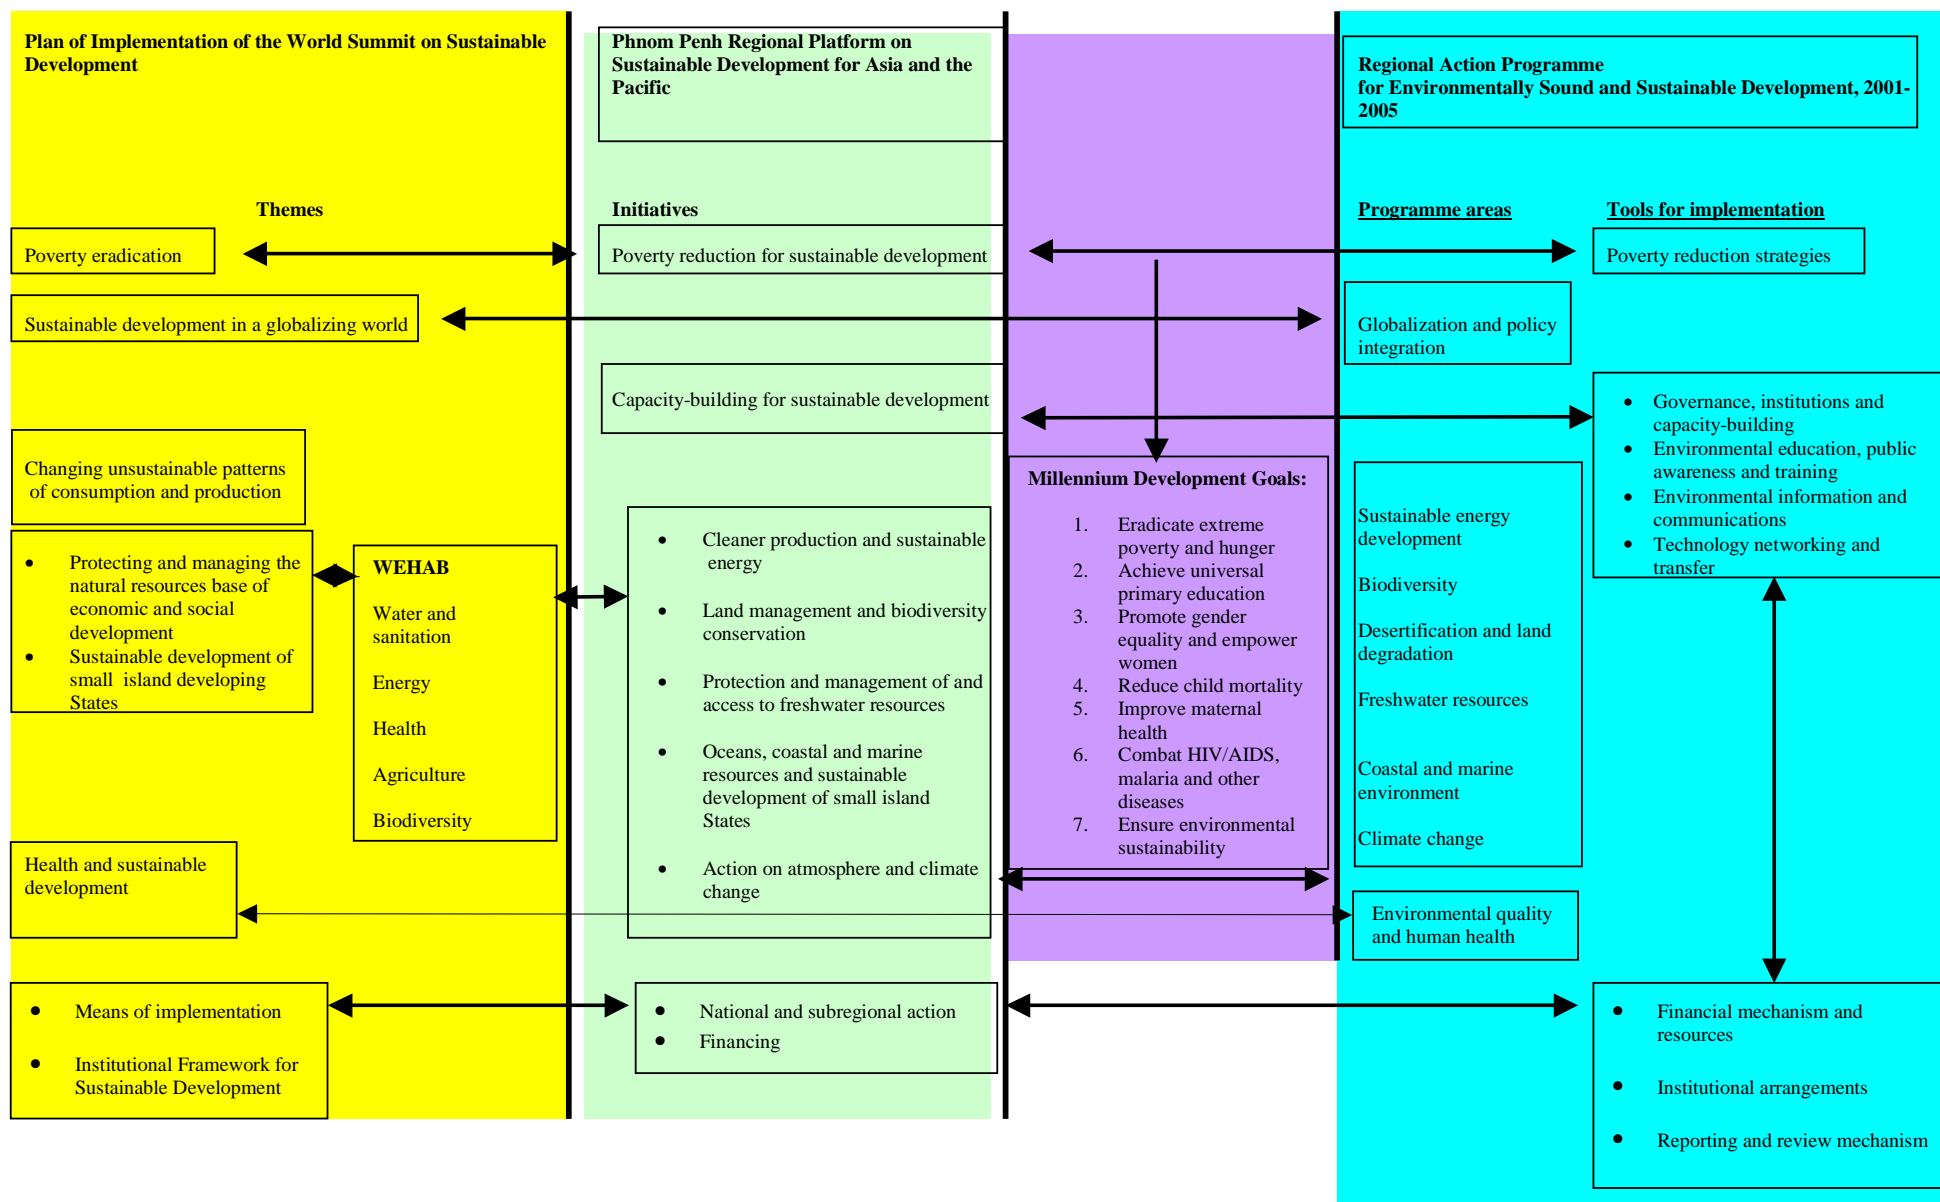 Plan of Implementation of the World Summit on Sustainable
Development
Themes
Poverty eradication
Sustainable development in a globalizing world
Changing unsustainable patterns
of consumption and production
• Protecting and managing the
natural resources base of
economic and social
development
• Sustainable development of
small island developing
States
WEHAB
Water and
sanitation
Energy
Health
Agriculture
Biodiversity
Health and sustainable
development
• Means of implementation
• Institutional Framework for
Sustainable Development
Phnom Penh Regional Platform on
Sustainable Development for Asia and the
Pacific
Initiatives
Poverty reduction for sustainable development
Capacity-building for sustainable development
• Cleaner production and sustainable
energy
• Land management and biodiversity
conservation
• Protection and management of and
access to freshwater resources
• Oceans, coastal and marine
resources and sustainable
development of small island
States
• Action on atmosphere and climate
change
• National and subregional action
• Financing
Millennium Development Goals:
1. Eradicate extreme
poverty and hunger
2. Achieve universal
primary education
3. Promote gender
equality and empower
women
4. Reduce child mortality
5. Improve maternal
health
6. Combat HIV/AIDS,
malaria and other
diseases
7. Ensure environmental
sustainability
Regional Action Programme
for Environmentally Sound and Sustainable Development, 2001-
2005
Programme areas
Globalization and policy
integration
Sustainable energy
development
Biodiversity
Desertification and land
degradation
Freshwater resources
Coastal and marine
environment
Climate change
Environmental quality
and human health
Tools for implementation
Poverty reduction strategies
• Governance, institutions and
capacity-building
• Environmental education, public
awareness and training
• Environmental information and
communications
• Technology networking and
transfer
• Financial mechanism and
resources
• Institutional arrangements
• Reporting and review mechanism